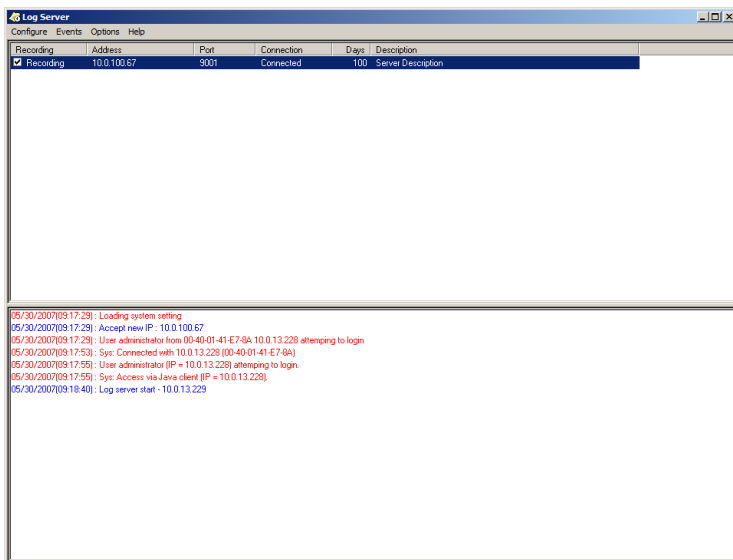 Log Server
Configure Events Options Help
Recording Address Port Connection Days Description
Recording 10.0.100.67 9001 Connected 100 Server Description
05/30/2007(09:17:29) : Loading system setting
05/30/2007(09:17:29) : Accept new IP : 10.0.100.67
05/30/2007(09:17:29) : User administrator from 00-40-01-41-E7-8A 10.0.13.228 attemping to login
05/30/2007(09:17:53) : Sys: Connected with 10.0.13.228 (00-40-01-41-E7-8A)
05/30/2007(09:17:55) : User administrator (IP = 10.0.13.228) attemping to login.
05/30/2007(09:17:55) : Sys: Access via Java client (IP = 10.0.13.228),
05/30/2007(09:18:40) : Log server start - 10.0.13.229